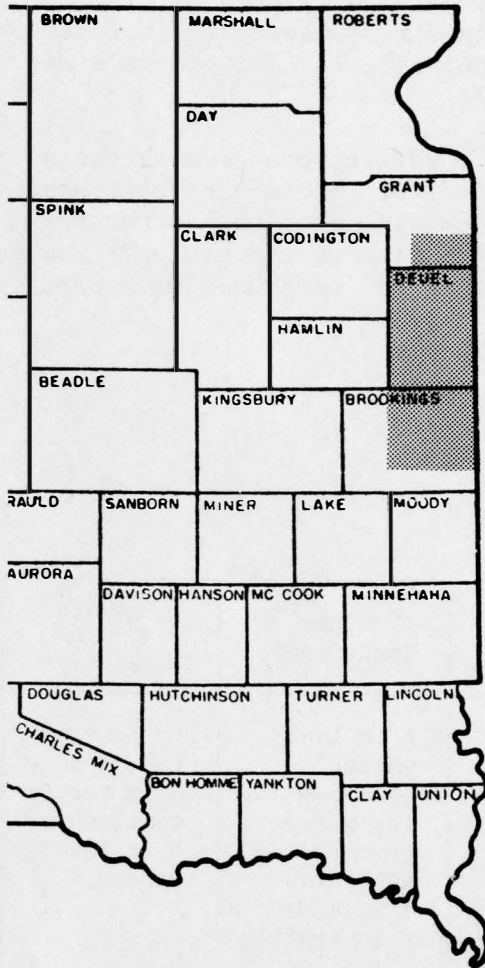 BROWN
MARSHALL
ROBERTS
DAY
GRANT
SPINK
CLARK
CODINGTON
DEUEL
HAMLIN
BEADLE
KINGSBURY
BROOKINGS
RAULD
SANBORN
MINER
LAKE
MOODY
AURORA
DAVISON
HANSON
MC COOK
MINNEHAHA
DOUGLAS
HUTCHINSON
TURNER
LINCOLN
CHARLES MIX
BON HOMME
YANKTON
CLAY
UNION